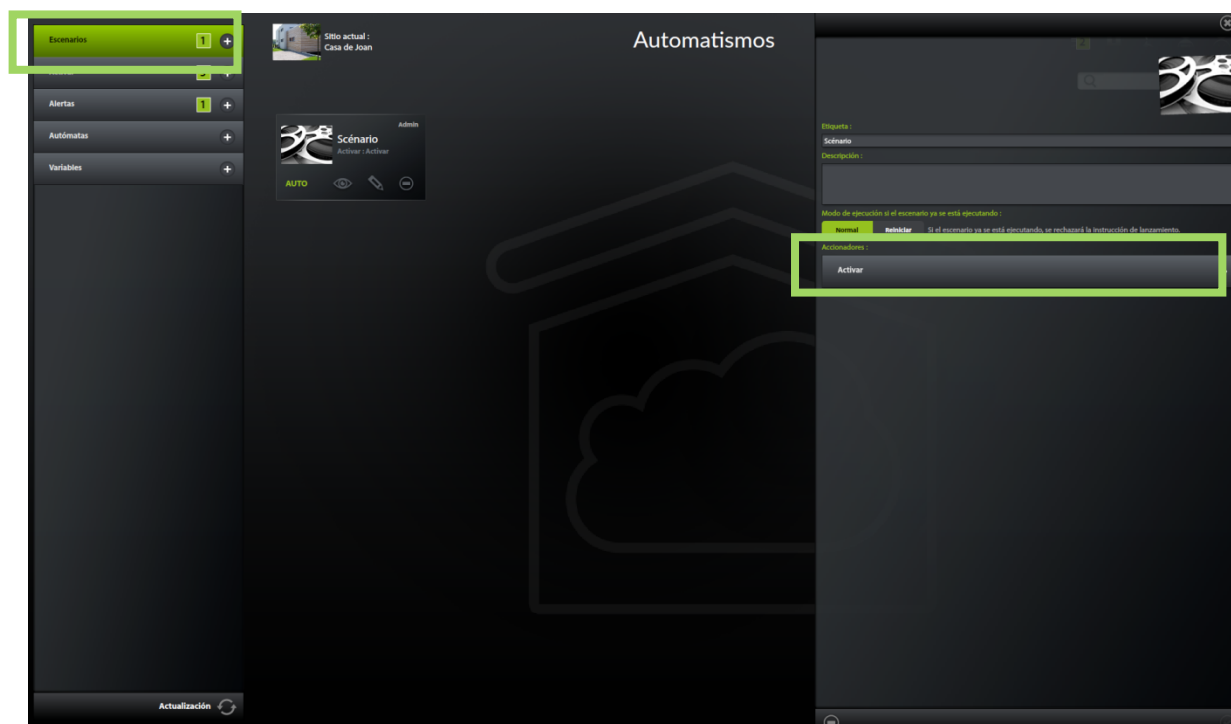 Escenarios 1
Alertas 1
Autómatas
Variables
Actualización
Sitio actual :
Casa de Joan
Automatismos
Admin
Scénario
Activar : Activar
AUTO
Etiqueta :
Scénario
Descripción :
Modo de ejecución si el escenario ya se está ejecutando :
Normal Reiniciar Si el escenario ya se está ejecutando, se rechazará la instrucción de lanzamiento.
Accionadores :
Activar